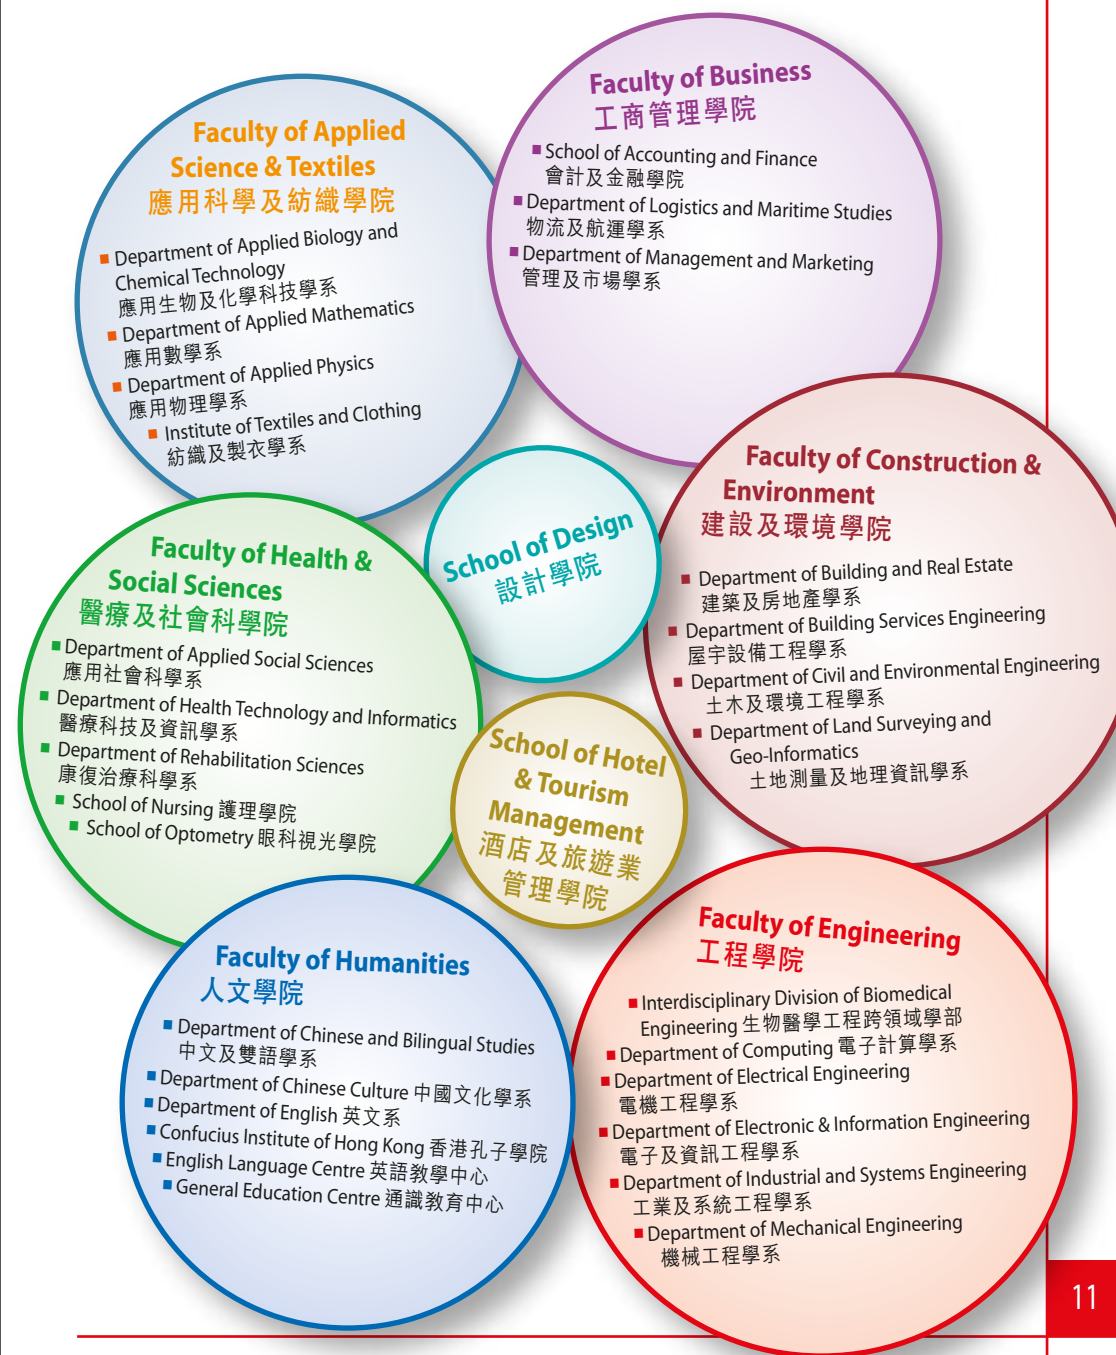 Faculty of Applied
Science & Textiles
應用科學及紡織學院
Department of Applied Biology and
Chemical Technology
應用生物及化學科技學系
Department of Applied Mathematics
應用數學系
Department of Applied Physics
應用物理學系
Institute of Textiles and Clothing
紡織及製衣學系
Faculty of Business
工商管理學院
School of Accounting and Finance
會計及金融學院
Department of Logistics and Maritime Studies
物流及航運學系
Department of Management and Marketing
管理及市場學系
School of Design
設計學院
Faculty of Construction &
Environment
建設及環境學院
Department of Building and Real Estate
建築及房地產學系
Department of Building Services Engineering
屋宇設備工程學系
Department of Civil and Environmental Engineering
土木及環境工程學系
Department of Land Surveying and
Geo-Informatics
土地測量及地理資訊學系
Faculty of Health &
Social Sciences
醫療及社會科學院
Department of Applied Social Sciences
應用社會科學系
Department of Health Technology and Informatics
醫療科技及資訊學系
Department of Rehabilitation Sciences
康復治療科學系
School of Nursing 護理學院
School of Optometry 眼科視光學院
School of Hotel
& Tourism
Management
酒店及旅遊業
管理學院
Faculty of Humanities
人文學院
Department of Chinese and Bilingual Studies
中文及雙語學系
Department of Chinese Culture 中國文化學系
Department of English 英文系
Confucius Institute of Hong Kong 香港孔子學院
English Language Centre 英語教學中心
General Education Centre 通識教育中心
Faculty of Engineering
工程學院
Interdisciplinary Division of Biomedical
Engineering 生物醫學工程跨領域學部
Department of Computing 電子計算學系
Department of Electrical Engineering
電機工程學系
Department of Electronic & Information Engineering
電子及資訊工程學系
Department of Industrial and Systems Engineering
工業及系統工程學系
Department of Mechanical Engineering
機械工程學系
11